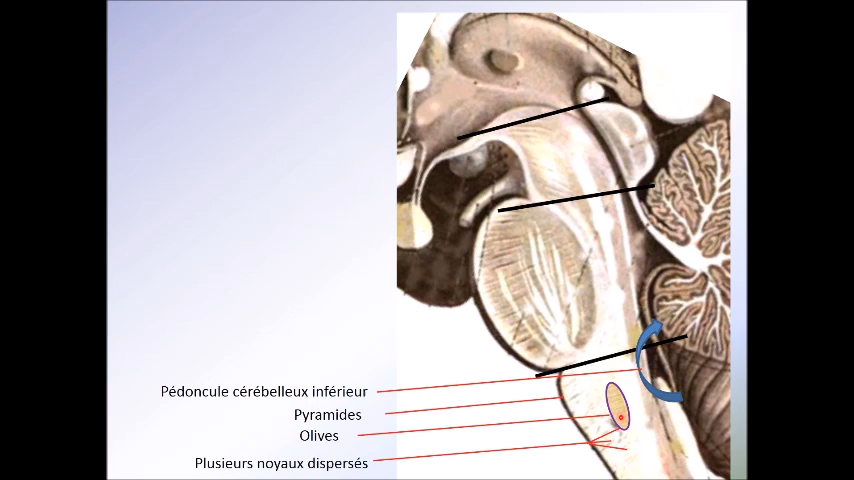 Pédoncule cérébelleux inférieur
Pyramides
Olives
Plusieurs noyaux dispersés